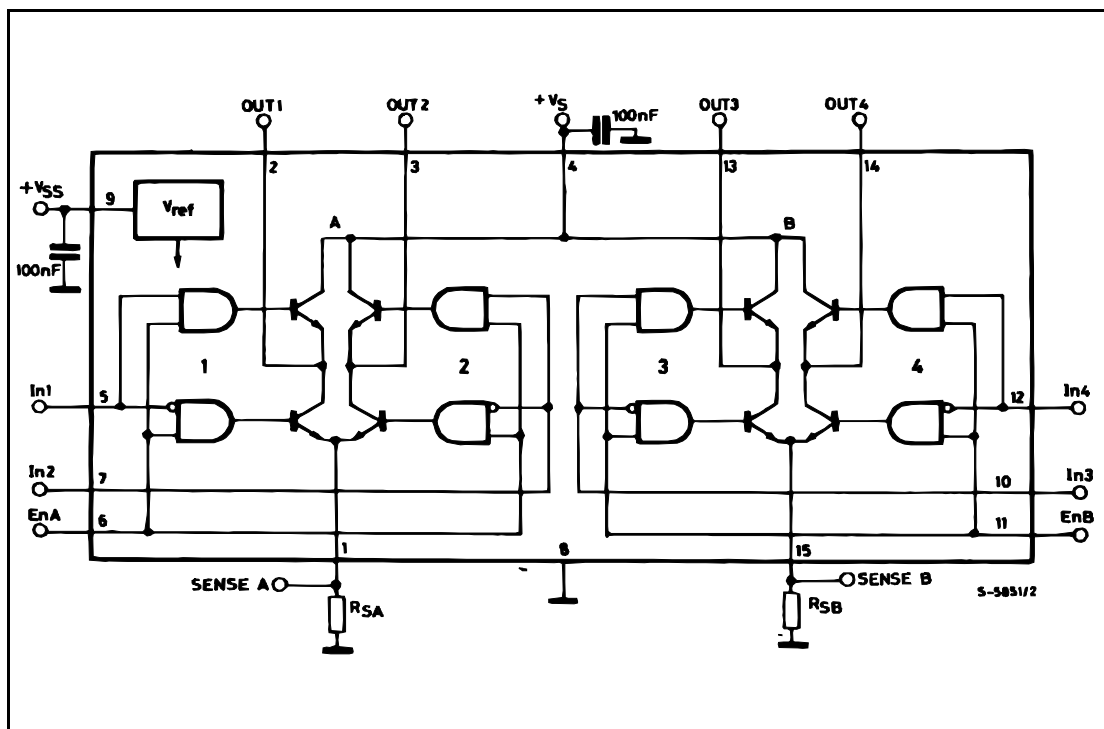 OUT1
OUT2
+VS
100nF
OUT3
OUT4
2
3
4
13
14
+VSS
9
Vref
100nF
A
B
1
2
3
4
In1
5
12
In4
In2
7
10
In3
EnA
6
11
EnB
1
8
15
SENSE A
RSA
SENSE B
RSB
S-5851/2